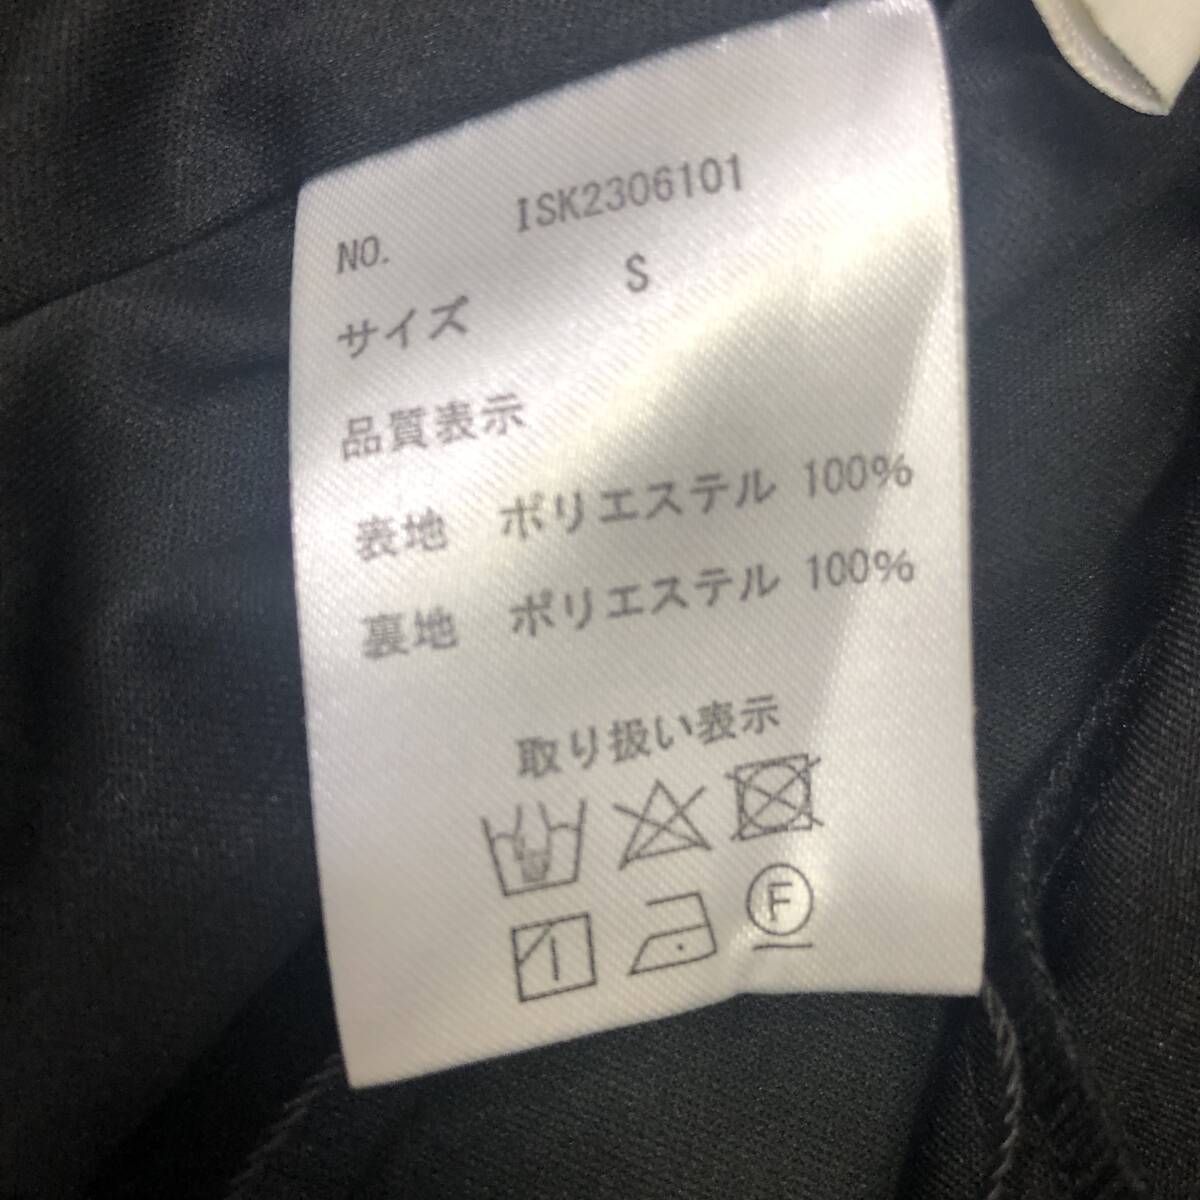 NO. ISK2306101
サイズ S
品質表示
表地 ポリエステル 100%
裏地 ポリエステル 100%
取り扱い表示
F